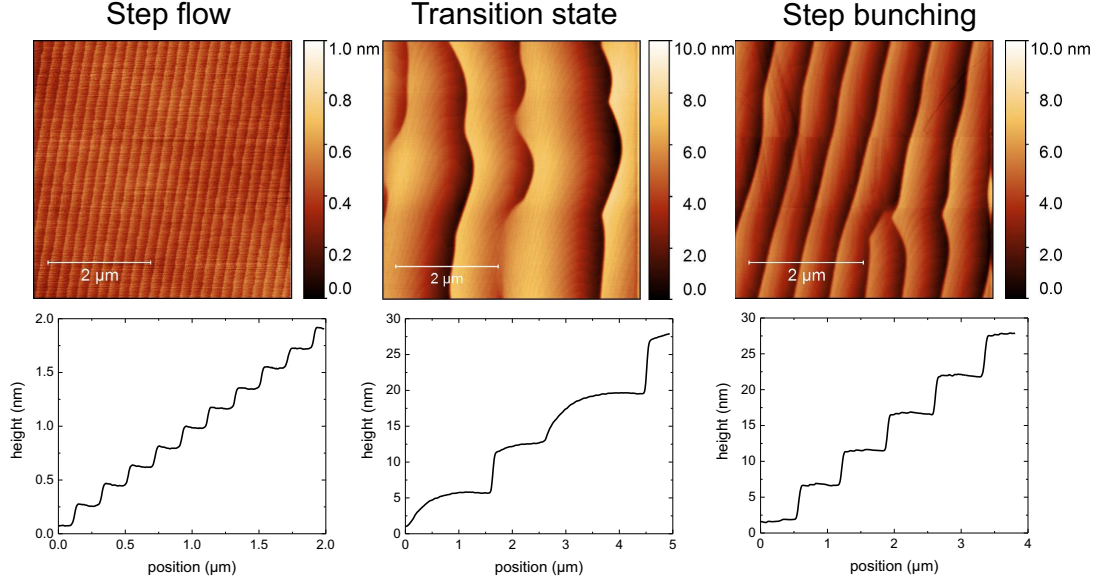 Step flow
Transition state
Step bunching
1.0 nm
0.8
0.6
0.4
0.2
0.0
2 µm
10.0 nm
8.0
6.0
4.0
2.0
0.0
2 µm
10.0 nm
8.0
6.0
4.0
2.0
0.0
2 µm
2.0
1.5
1.0
0.5
0.0
height (nm)
0.0 0.5 1.0 1.5 2.0
position (µm)
30
25
20
15
10
5
0
height (nm)
0 1 2 3 4 5
position (µm)
30
25
20
15
10
5
0
height (nm)
0 1 2 3 4
position (µm)